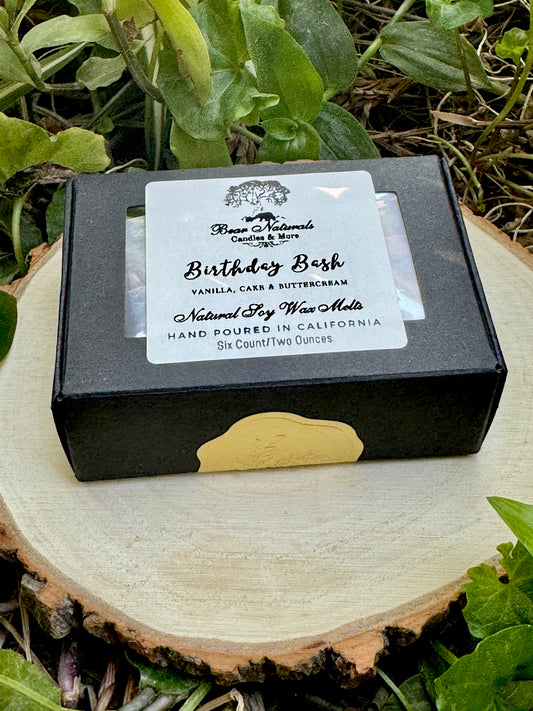 Bear Naturals
Candles & More
Birthday Bash
VANILLA, CAKE & BUTTERCREAM
Natural Soy Wax Melts
HAND POURED IN CALIFORNIA
Six Count/Two Ounces